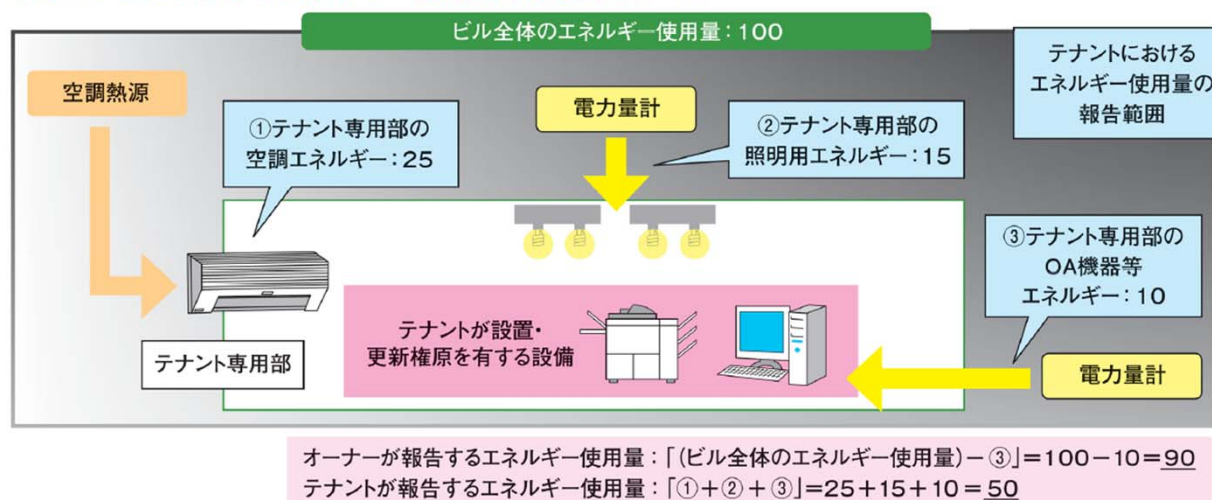 ビル全体のエネルギー使用量：100
テナントにおける
エネルギー使用量の
報告範囲
空調熱源
①テナント専用部の
空調エネルギー：25
電力量計
②テナント専用部の
照明用エネルギー：15
③テナント専用部の
OA機器等
エネルギー：10
テナントが設置・
更新権原を有する設備
テナント専用部
電力量計
オーナーが報告するエネルギー使用量：「（ビル全体のエネルギー使用量）－③」＝100－10＝90
テナントが報告するエネルギー使用量：「①＋②＋③」＝25＋15＋10＝50